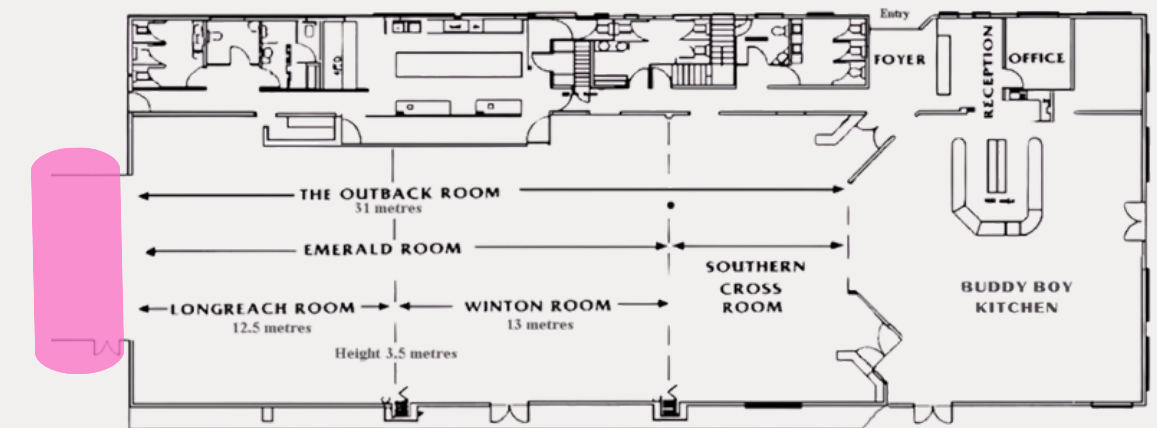 Entry
FOYER
RECEPTION
OFFICE
THE OUTBACK ROOM
31 metres
EMERALD ROOM
SOUTHERN
CROSS
ROOM
BUDDY BOY
KITCHEN
LONGREACH ROOM
12.5 metres
WINTON ROOM
13 metres
Height 3.5 metres